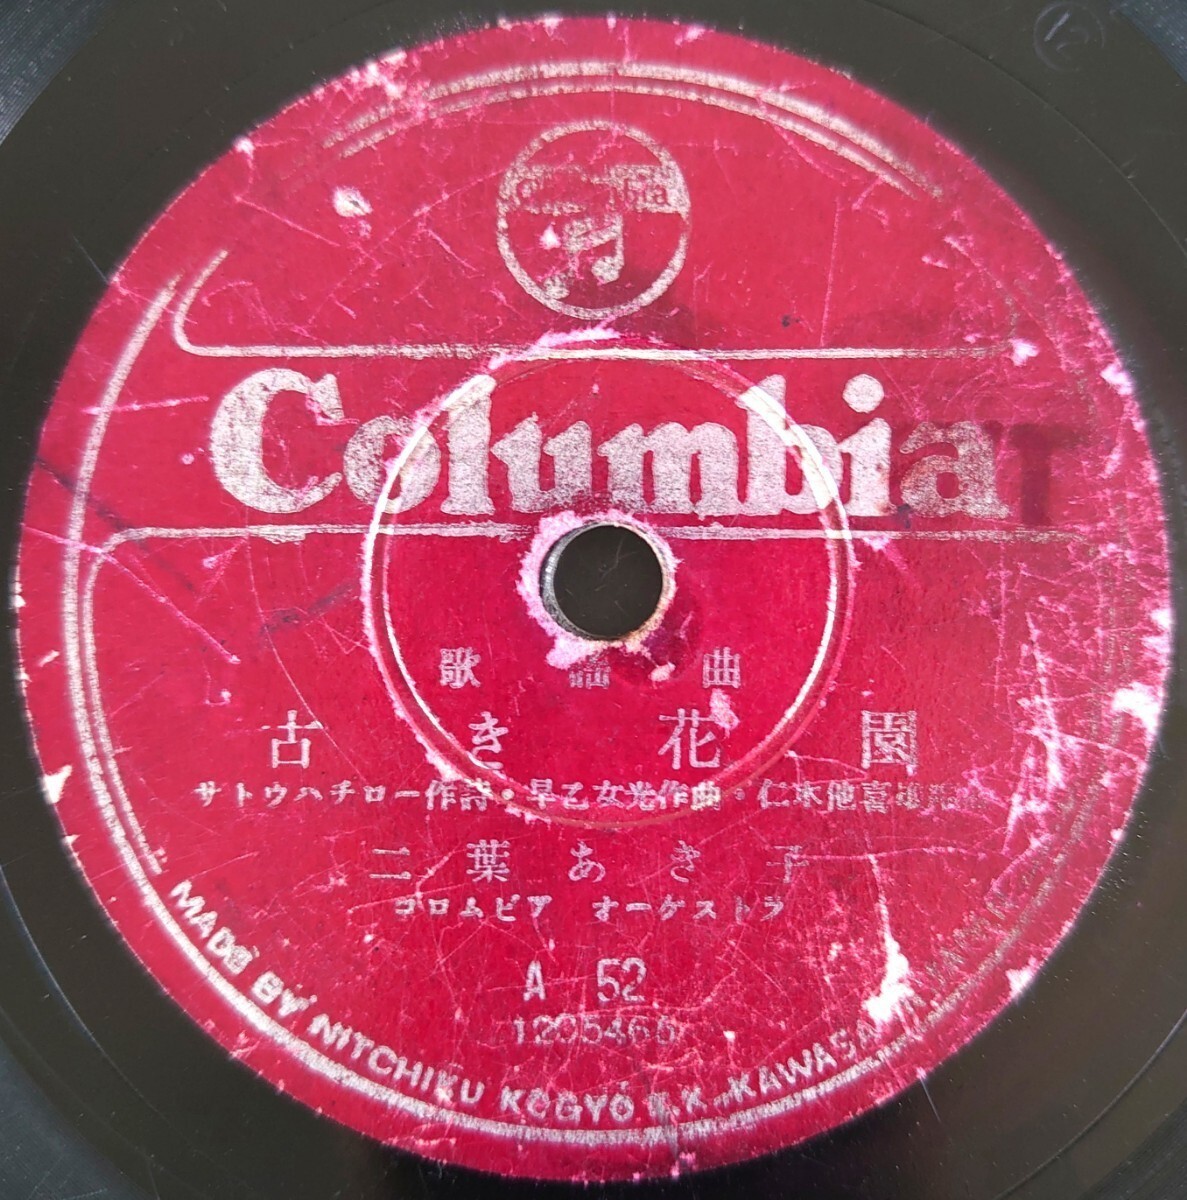 Columbia
Columbia
歌謡曲
古き花園
サトウハチロー作詩・早乙女光作曲・仁木他喜雄
二葉あき子
コロムビア オーケストラ
A 52
MADE BY NITCHIKU KOGYO K.K. KAWASAKI JAPAN